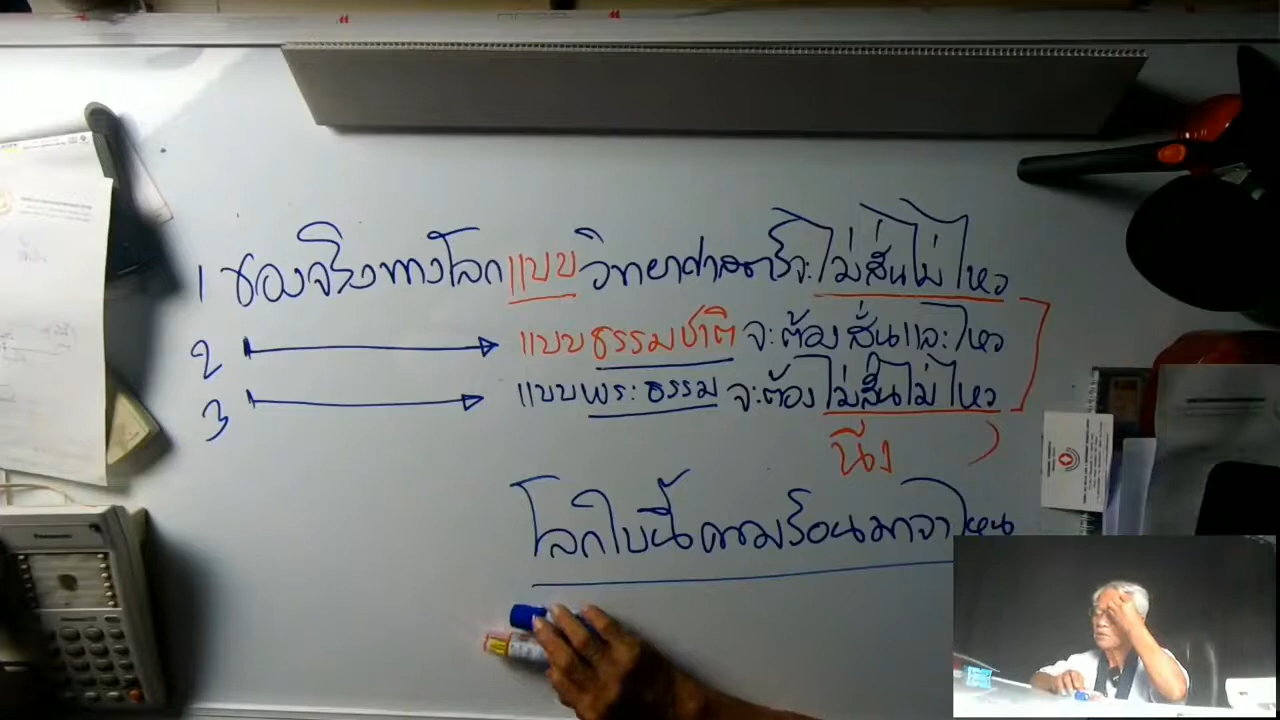 1 ของจริงทางโลกแบบวิทยาศาสตร์จะไม่สั่นไม่ไหว
2 แบบธรรมชาติจะต้องสั่นและไหว
3 แบบพระธรรมจะต้องไม่สั่นไม่ไหว
นิ่ง
โลกใบนี้ความร้อนมาจาไหน
Panasonic